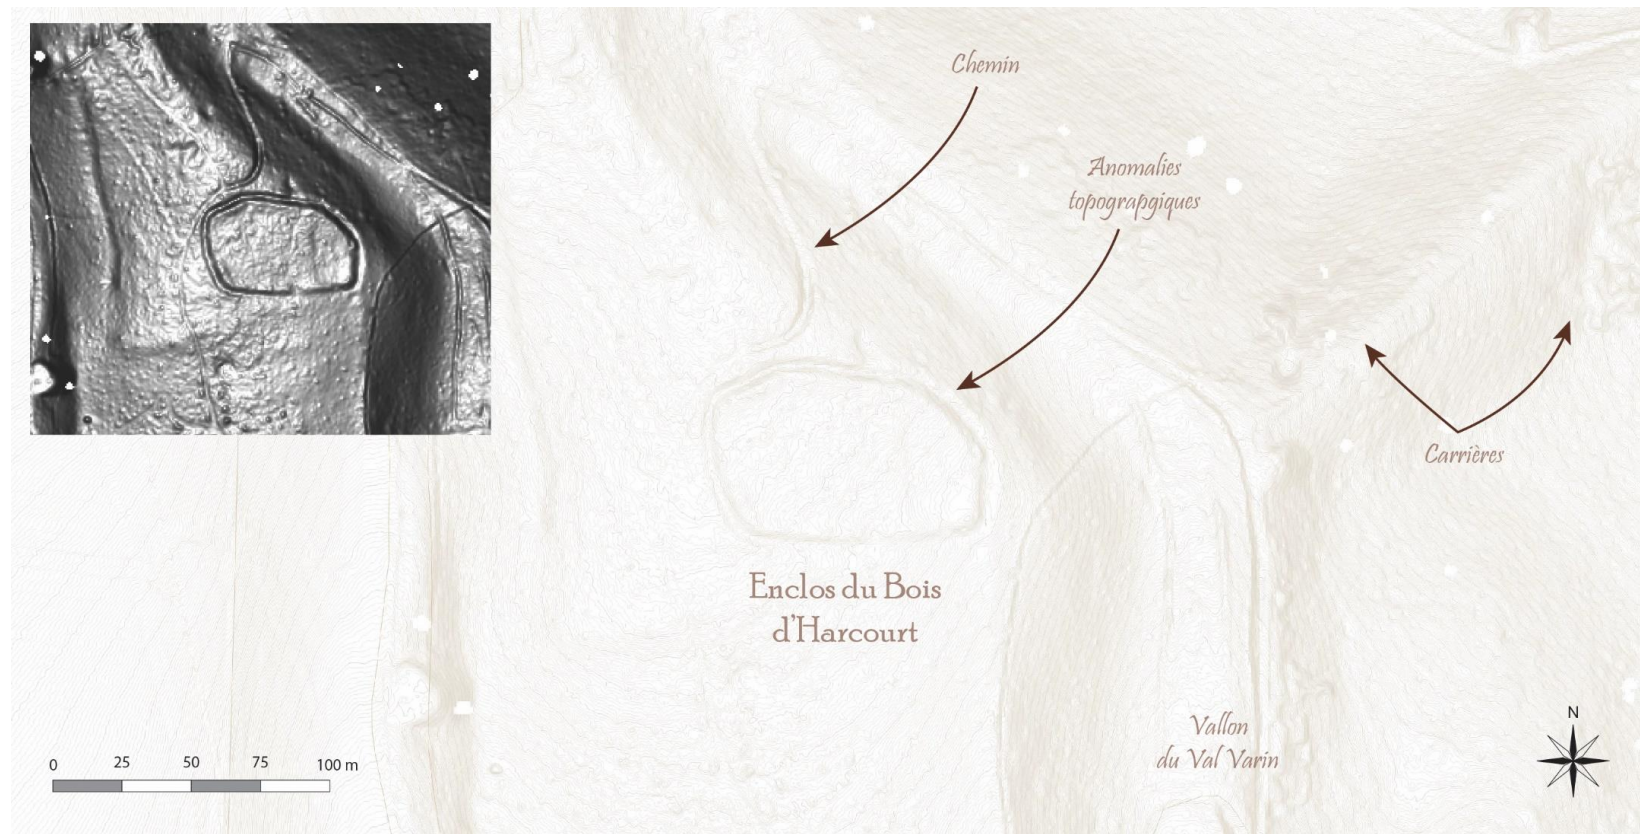 Chemin
Anomalies
topograpgiques
Carrières
Enclos du Bois
d'Harcourt
Vallon
du Val Varin
N
0 25 50 75 100 m